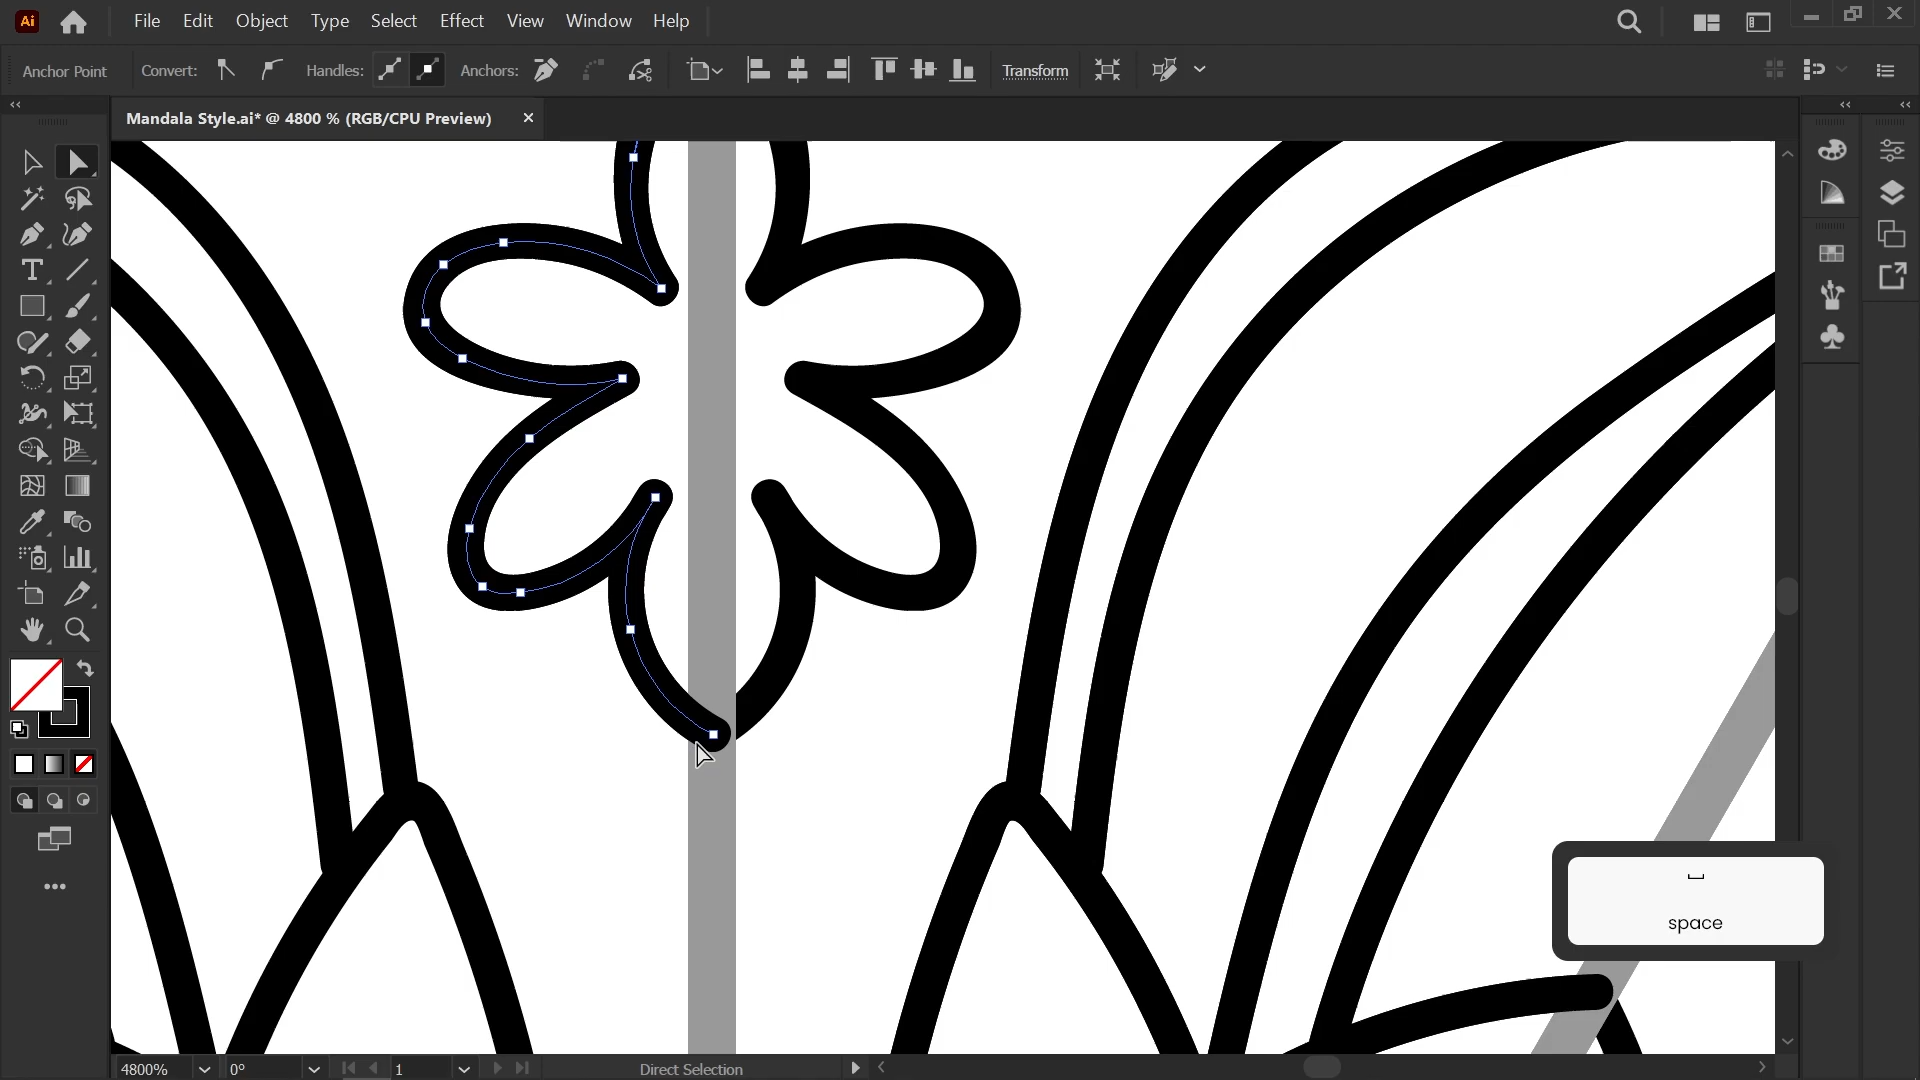 Ai File Edit Object Type Select Effect View Window Help
Anchor Point Convert: Handles: Anchors: Transform
Mandala Style.ai* @ 4800 % (RGB/CPU Preview)
space
4800% 0° 1 Direct Selection